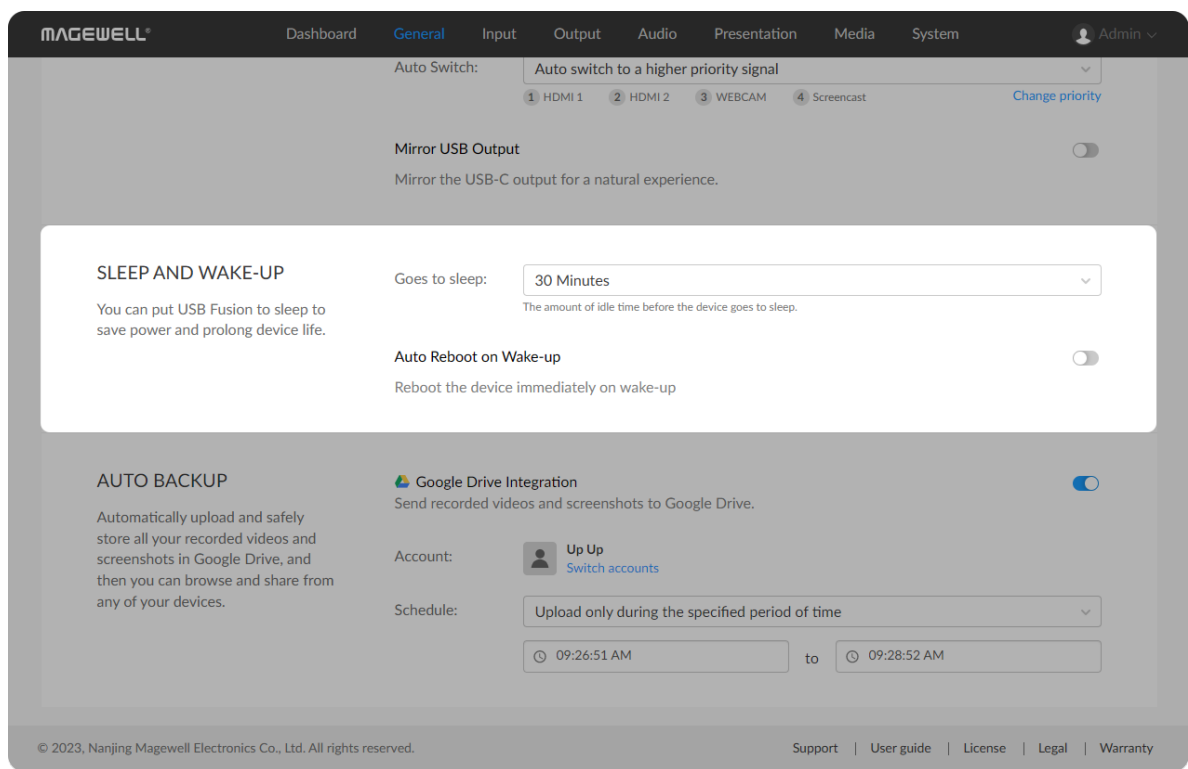 MAGEWELL® Dashboard General Input Output Audio Presentation Media System Admin
Auto Switch: Auto switch to a higher priority signal
1 HDMI 1 2 HDMI 2 3 WEBCAM 4 Screencast Change priority
Mirror USB Output
Mirror the USB-C output for a natural experience.
SLEEP AND WAKE-UP
You can put USB Fusion to sleep to
save power and prolong device life.
Goes to sleep: 30 Minutes
The amount of idle time before the device goes to sleep.
Auto Reboot on Wake-up
Reboot the device immediately on wake-up
AUTO BACKUP
Automatically upload and safely
store all your recorded videos and
screenshots in Google Drive, and
then you can browse and share from
any of your devices.
Google Drive Integration
Send recorded videos and screenshots to Google Drive.
Account: Up Up
Switch accounts
Schedule: Upload only during the specified period of time
09:26:51 AM to 09:28:52 AM
© 2023, Nanjing Magewell Electronics Co., Ltd. All rights reserved. Support | User guide | License | Legal | Warranty